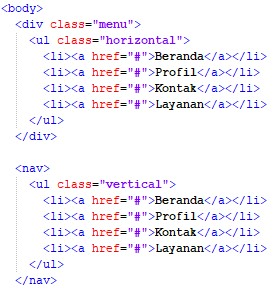 <body>
<div class="menu">
<ul class="horizontal">
<li><a href="#">Beranda</a></li>
<li><a href="#">Profil</a></li>
<li><a href="#">Kontak</a></li>
<li><a href="#">Layanan</a></li>
</ul>
</div>
<nav>
<ul class="vertical">
<li><a href="#">Beranda</a></li>
<li><a href="#">Profil</a></li>
<li><a href="#">Kontak</a></li>
<li><a href="#">Layanan</a></li>
</ul>
</nav>